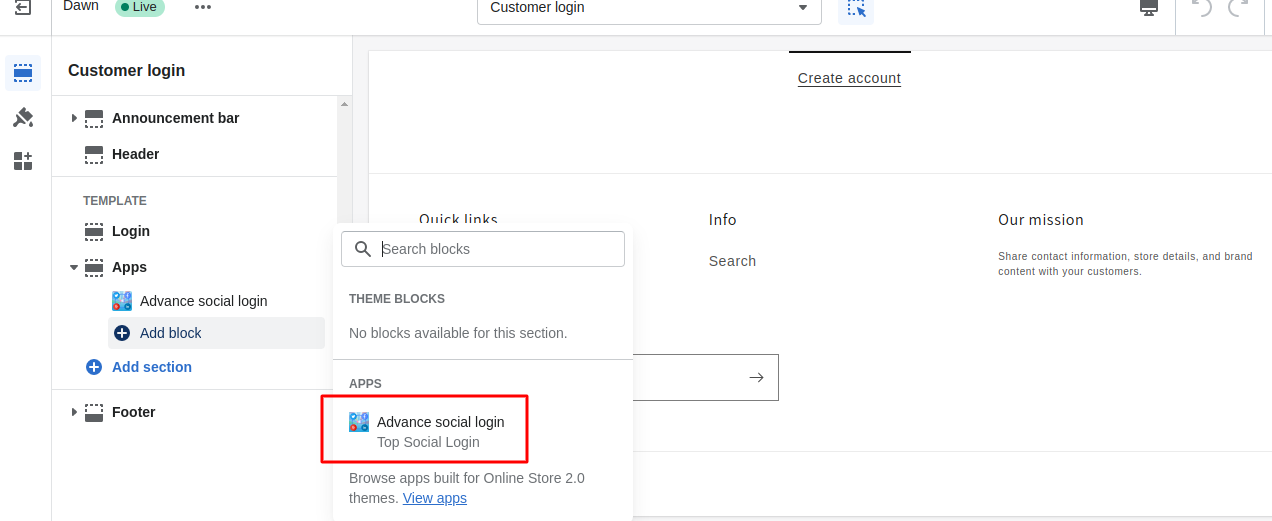 Dawn
Live
Customer login
Customer login
Announcement bar
Header
TEMPLATE
Login
Apps
Advance social login
Add block
Add section
Footer
Search blocks
THEME BLOCKS
No blocks available for this section.
APPS
Advance social login
Top Social Login
Browse apps built for Online Store 2.0
themes. View apps
Create account
Quick links
Info
Search
Our mission
Share contact information, store details, and brand
content with your customers.